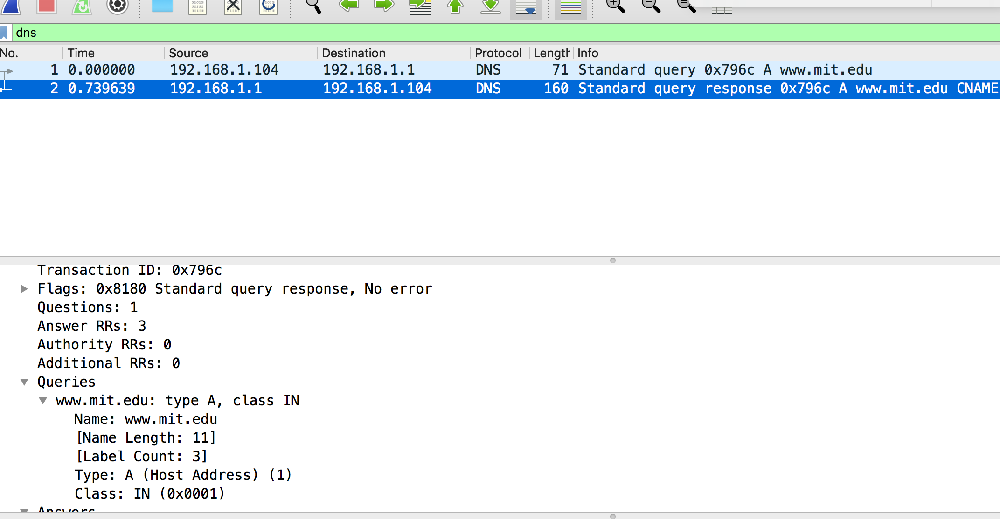 dns
No. Time Source Destination Protocol Length Info
1 0.000000 192.168.1.104 192.168.1.1 DNS 71 Standard query 0x796c A www.mit.edu
2 0.739639 192.168.1.1 192.168.1.104 DNS 160 Standard query response 0x796c A www.mit.edu CNAME
Transaction ID: 0x796c
Flags: 0x8180 Standard query response, No error
Questions: 1
Answer RRs: 3
Authority RRs: 0
Additional RRs: 0
Queries
www.mit.edu: type A, class IN
Name: www.mit.edu
[Name Length: 11]
[Label Count: 3]
Type: A (Host Address) (1)
Class: IN (0x0001)
Answers